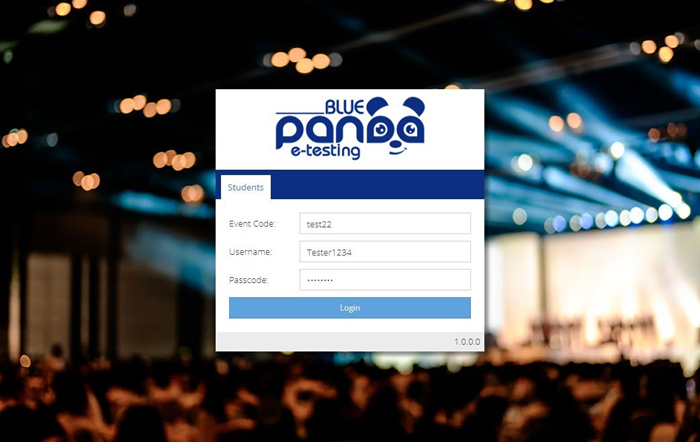 BLUE
panda
e-testing
Students
Event Code: test22
Username: Tester1234
Passcode: ••••••••
Login
1.0.0.0